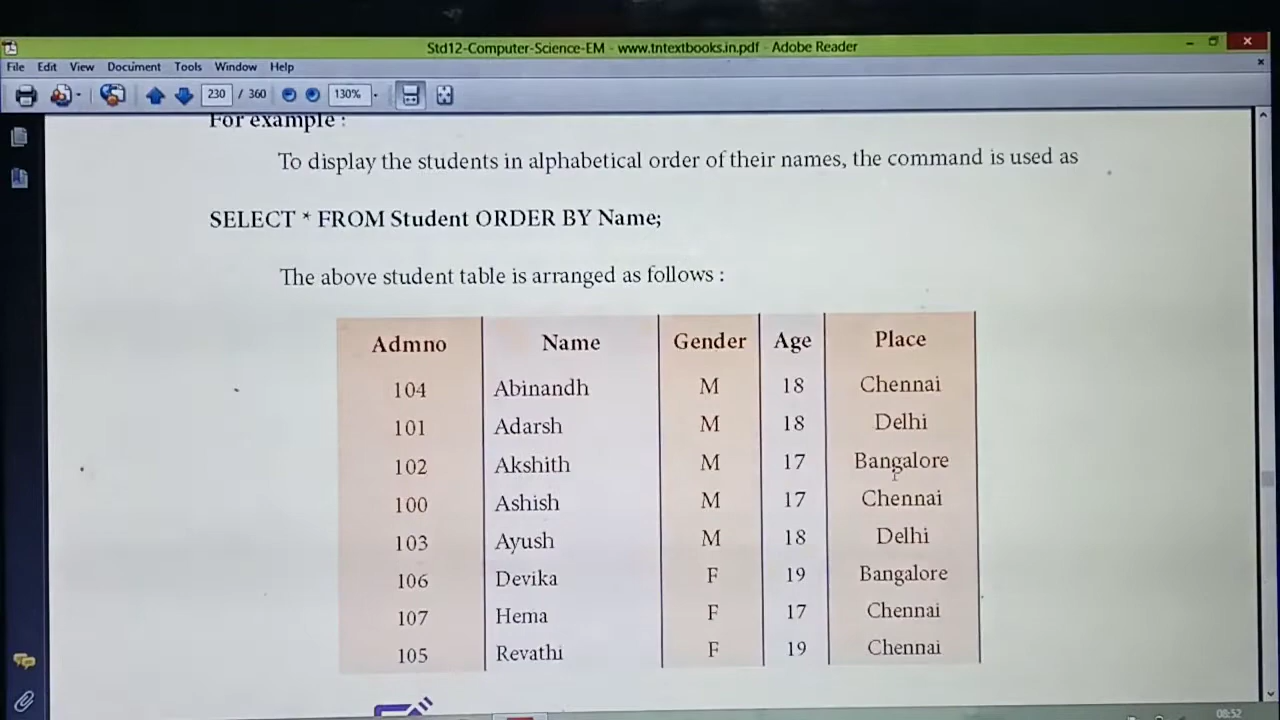 Std12-Computer-Science-EM - www.tntextbooks.in.pdf - Adobe Reader
File Edit View Document Tools Window Help
230 / 360 130%
For example :
To display the students in alphabetical order of their names, the command is used as
SELECT * FROM Student ORDER BY Name;
The above student table is arranged as follows :
Admno Name Gender Age Place
104 Abinandh M 18 Chennai
101 Adarsh M 18 Delhi
102 Akshith M 17 Bangalore
100 Ashish M 17 Chennai
103 Ayush M 18 Delhi
106 Devika F 19 Bangalore
107 Hema F 17 Chennai
105 Revathi F 19 Chennai
08:52